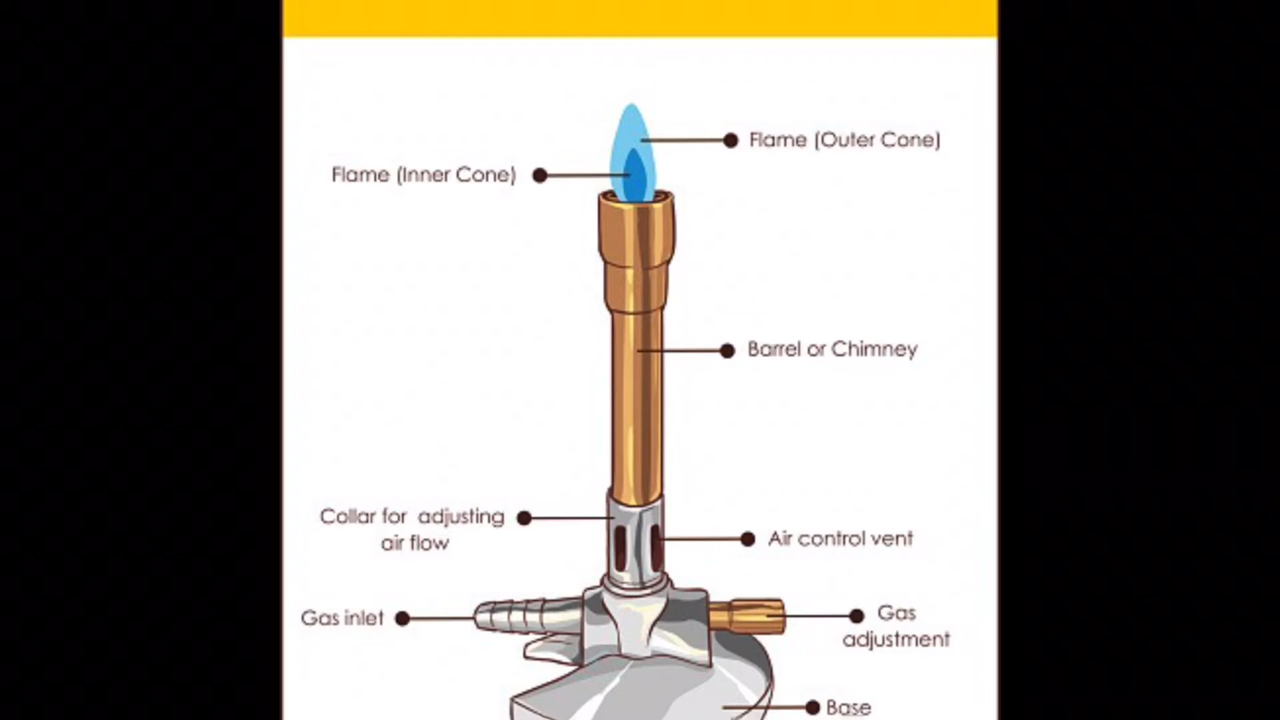 Flame (Outer Cone)
Flame (Inner Cone)
Barrel or Chimney
Collar for adjusting
air flow
Air control vent
Gas inlet
Gas
adjustment
Base